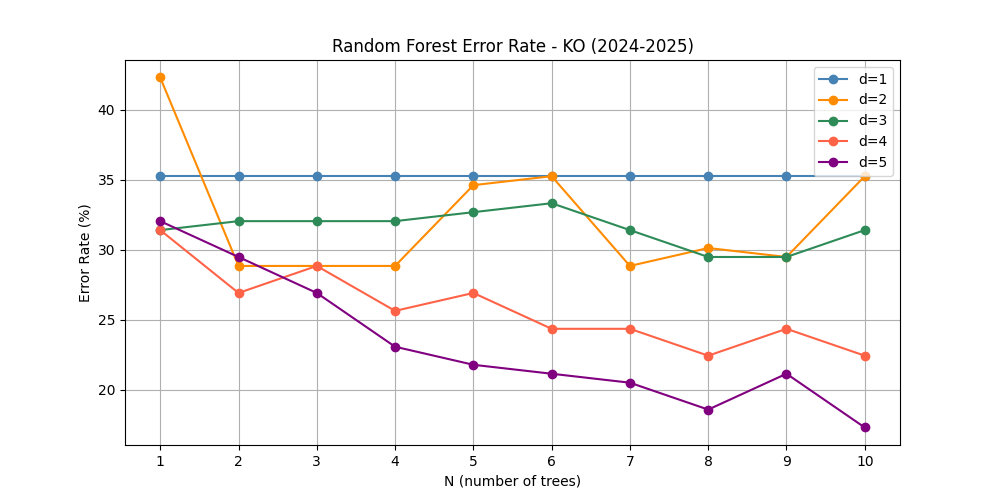 Random Forest Error Rate - KO (2024-2025)
d=1
d=2
d=3
d=4
d=5
Error Rate (%)
40
35
30
25
20
1 2 3 4 5 6 7 8 9 10
N (number of trees)